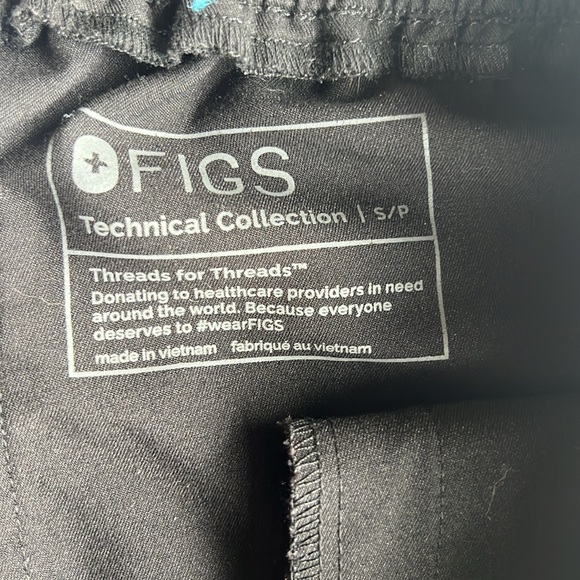 FIGS
Technical Collection | S/P
Threads for Threads™
Donating to healthcare providers in need
around the world. Because everyone
deserves to #wearFIGS
made in vietnam fabriqué au vietnam